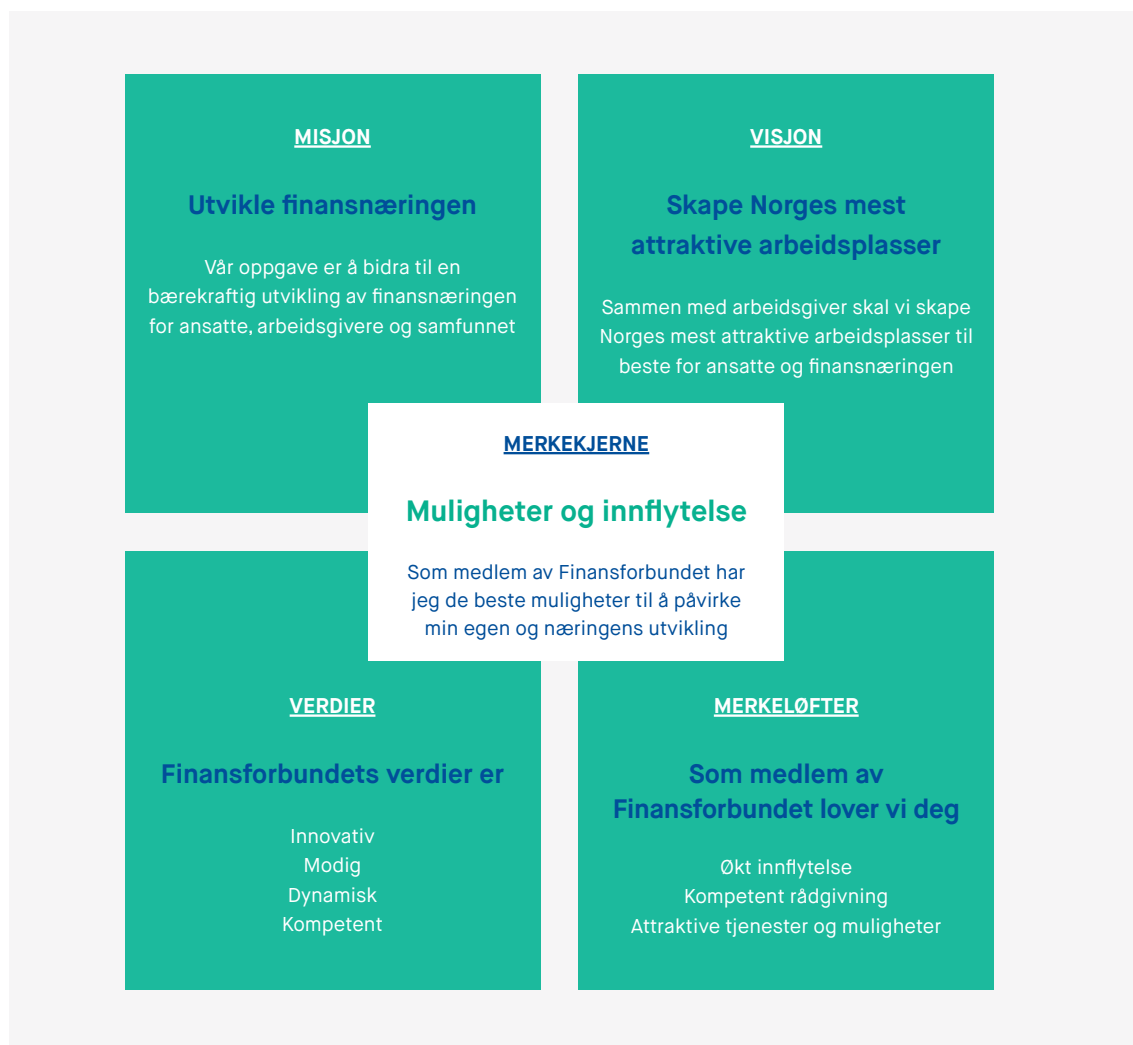 MISJON
Utvikle finansnæringen
Vår oppgave er å bidra til en
bærekraftig utvikling av finansnæringen
for ansatte, arbeidsgivere og samfunnet
VISJON
Skape Norges mest
attraktive arbeidsplasser
Sammen med arbeidsgiver skal vi skape
Norges mest attraktive arbeidsplasser til
beste for ansatte og finansnæringen
MERKEKJERNE
Muligheter og innflytelse
Som medlem av Finansforbundet har
jeg de beste muligheter til å påvirke
min egen og næringens utvikling
VERDIER
Finansforbundets verdier er
Innovativ
Modig
Dynamisk
Kompetent
MERKELØFTER
Som medlem av
Finansforbundet lover vi deg
Økt innflytelse
Kompetent rådgivning
Attraktive tjenester og muligheter